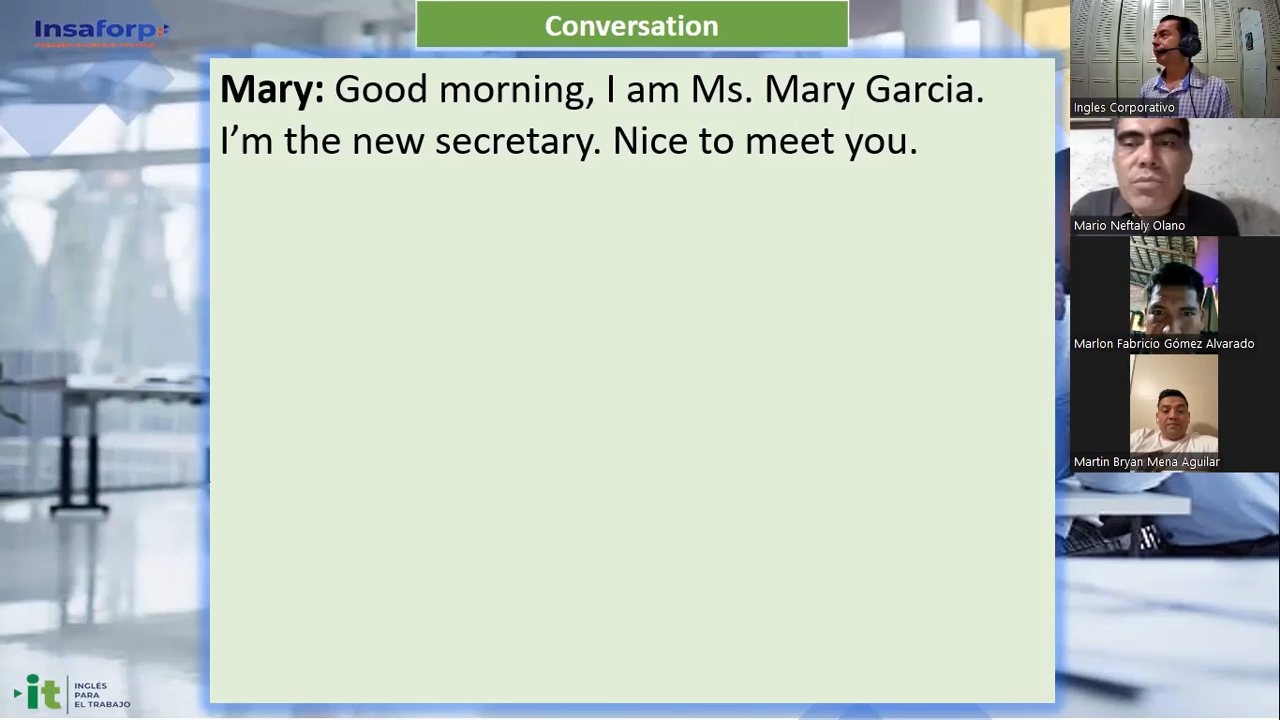 Insaforp
Conversation
Mary: Good morning, I am Ms. Mary Garcia.
I’m the new secretary. Nice to meet you.
Ingles Corporativo
Mario Neftaly Olano
Marlon Fabricio Gómez Alvarado
Martin Bryan Mena Aguilar
it
INGLÉS
PARA
EL TRABAJO